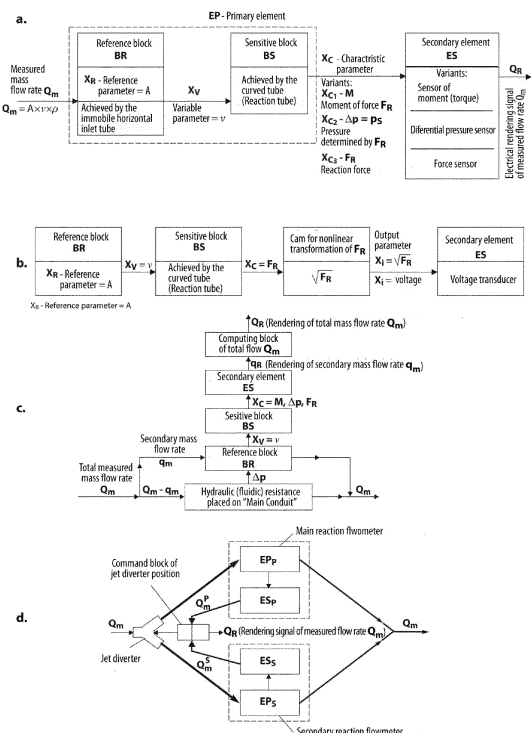 a.
EP - Primary element
Measured
mass
flow rate Qm
Qm = A×v×ρ
Reference block
BR
XR - Reference
parameter = A
Achieved by the
immobile horizontal
inlet tube
XV
Variable
parameter = v
Sensitive block
BS
Achieved by the
curved tube
(Reaction tube)
XC - Charactristic
parameter
Variants:
XC1 - M
Moment of force FR
XC2 - Δp = pS
Pressure
determined by FR
XC3 - FR
Reaction force
Secondary element
ES
Variants:
Sensor of
moment (torque)
Diferential pressure sensor
Force sensor
QR
Electrical rendering signal
of measured flow rate Qm
b.
Reference block
BR
XR - Reference
parameter = A
XR - Reference parameter = A
XV = v
Sensitive block
BS
Achieved by the
curved tube
(Reaction tube)
XC = FR
Cam for nonlinear
transformation of FR
√FR
Output
parameter
Xi = √FR
Xi = voltage
Secondary element
ES
Voltage transducer
c.
QR (Rendering of total mass flow rate Qm)
Computing block
of total flow Qm
qR (Rendering of secondary mass flow rate qm)
Secondary element
ES
XC = M, Δp, FR
Sesitive block
BS
XV = v
Secondary mass
flow rate
qm
Reference block
BR
Δp
Total measured
mass flow rate
Qm
Qm - qm
Hydraulic (fluidic) resistance
placed on "Main Conduit"
Qm
d.
Main reaction flwometer
EPP
ESP
Command block of
jet diverter position
QmP
Qm
QR (Rendering signal of measured flow rate Qm)
Qm
Jet diverter
QmS
ESS
EPS
Secondary reaction flowmeter